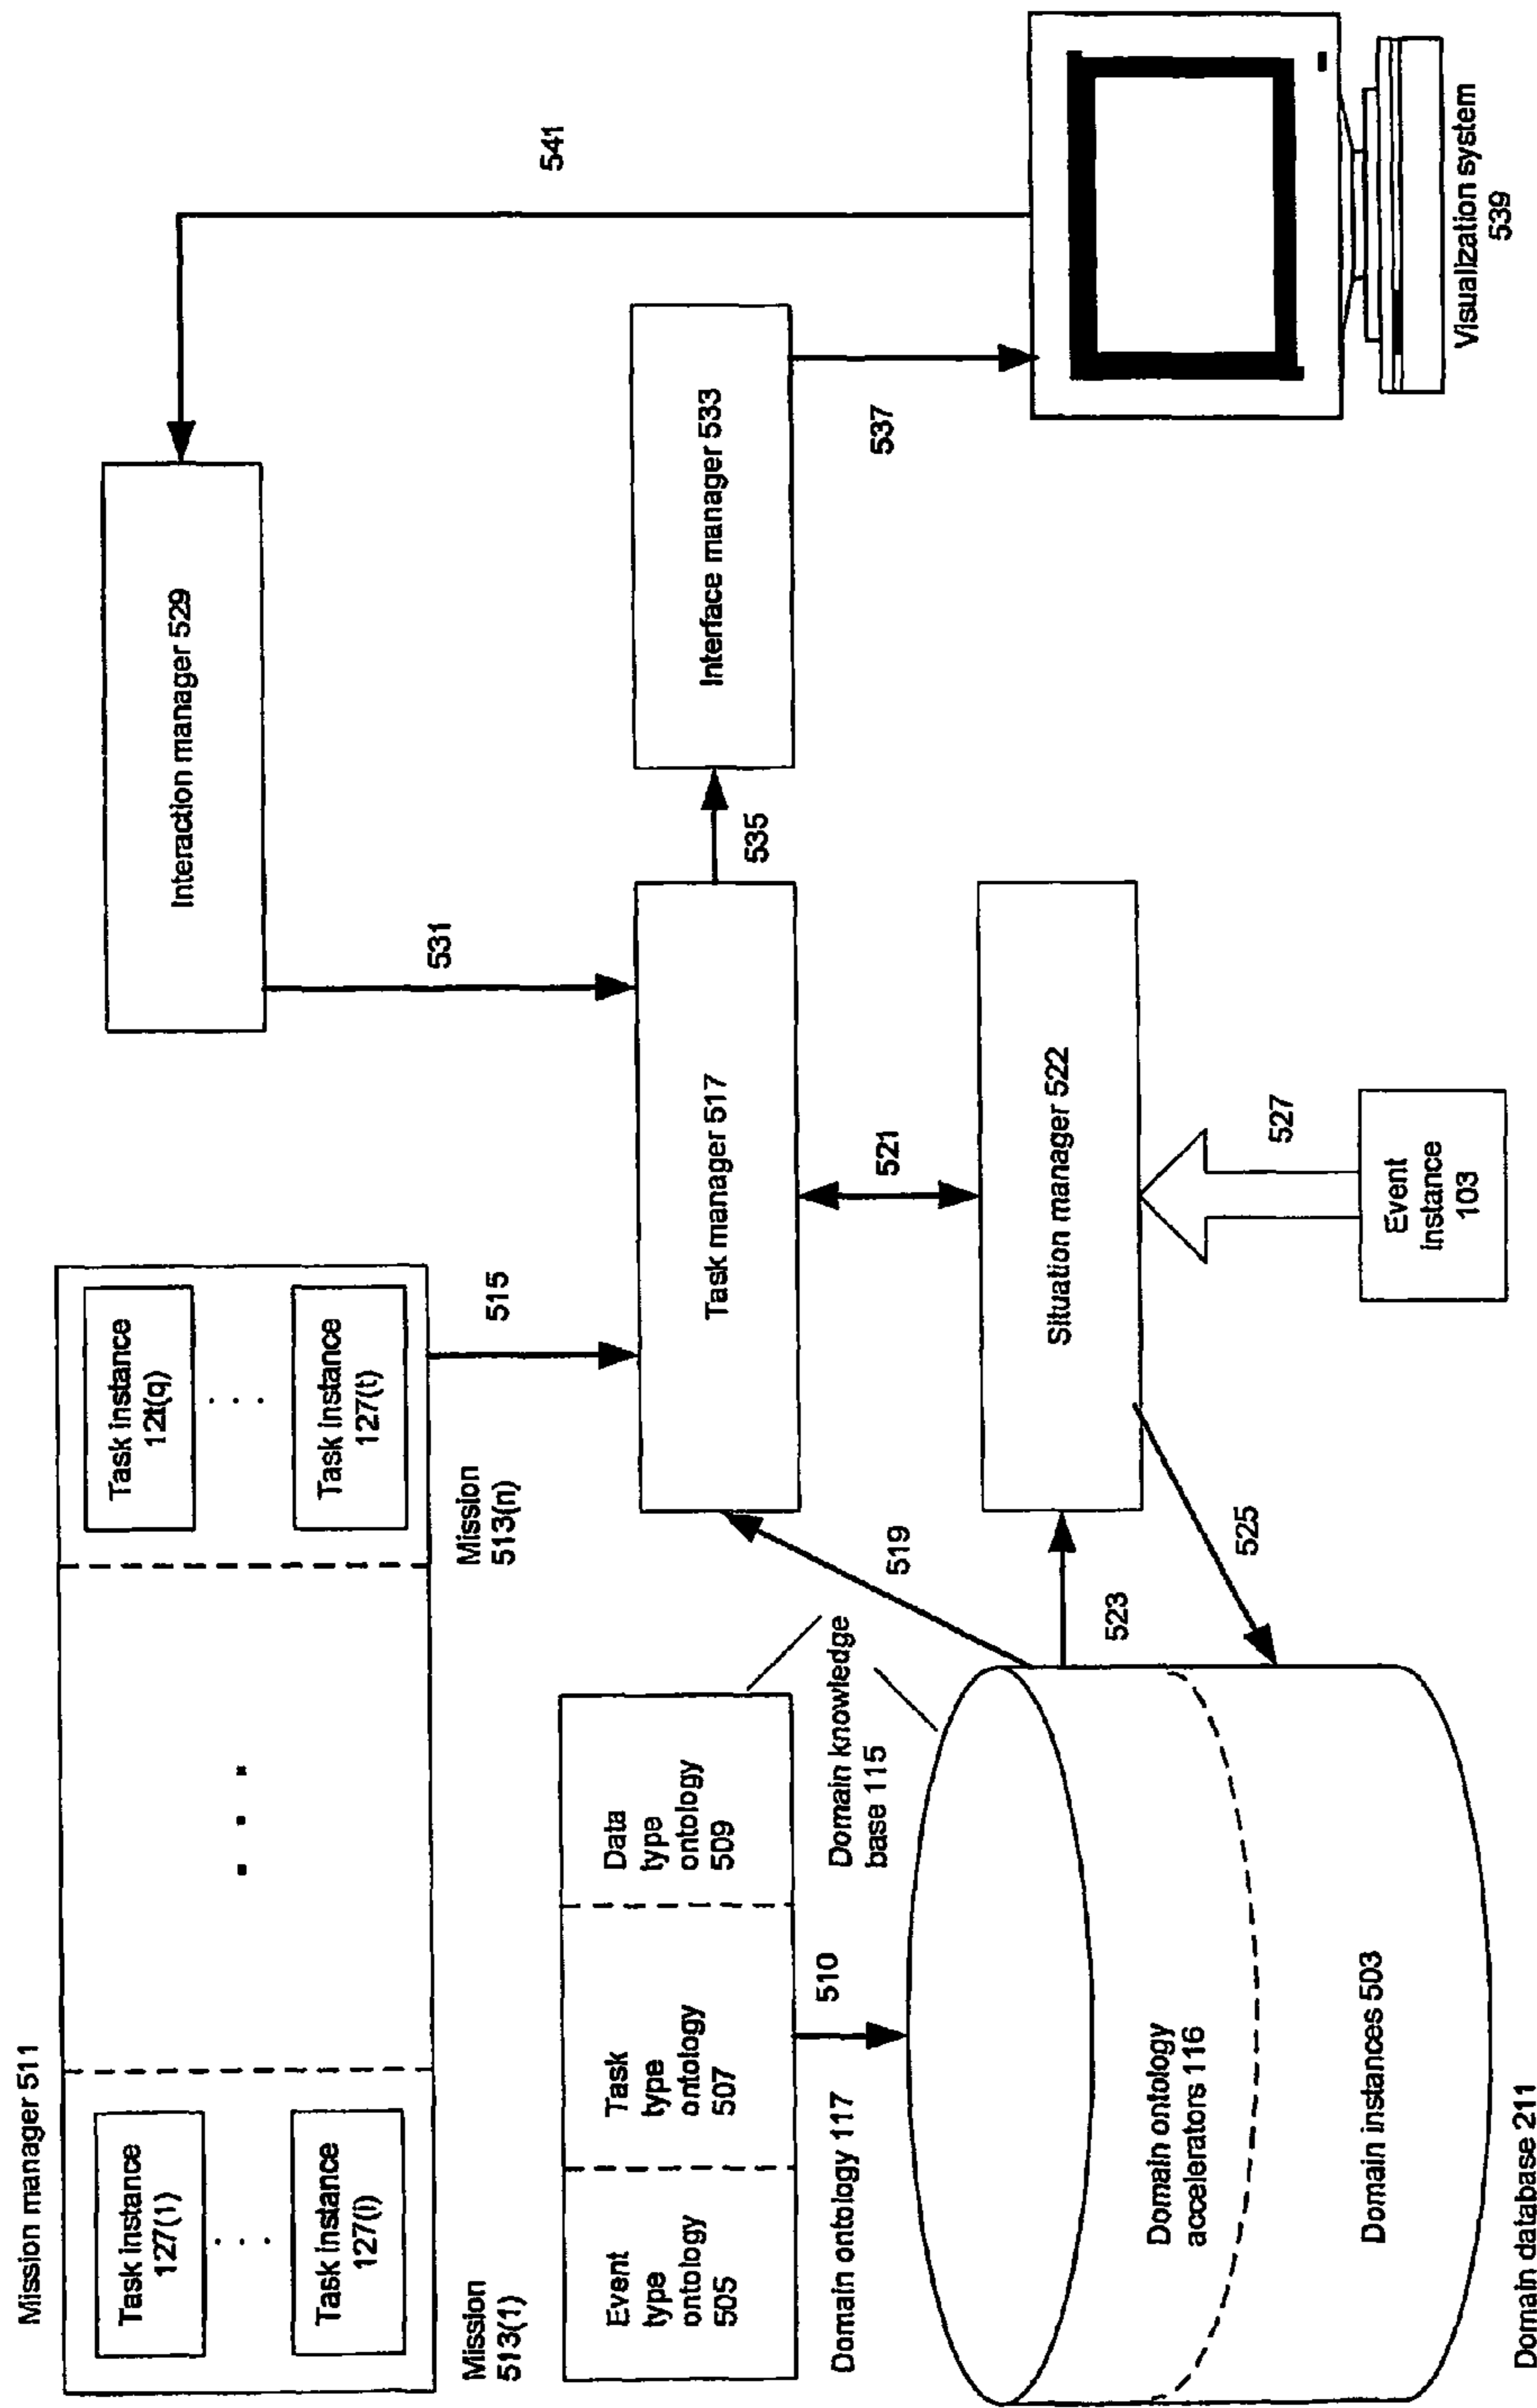 Mission manager 511
Task instance
127(1)
. . .
Task instance
127(i)
. . .
Task instance
12t(q)
. . .
Task instance
127(t)
Mission
513(1)
Mission
513(n)
515
Interaction manager 529
541
531
Event
type
ontology
505
Task
type
ontology
507
Data
type
ontology
509
Domain ontology 117
510
Domain knowledge
base 115
519
Task manager 517
535
Interface manager 533
537
521
Domain ontology
accelerators 116
Domain instances 503
Domain database 211
523
525
Situation manager 522
527
Event
instance
103
Visualization system
539